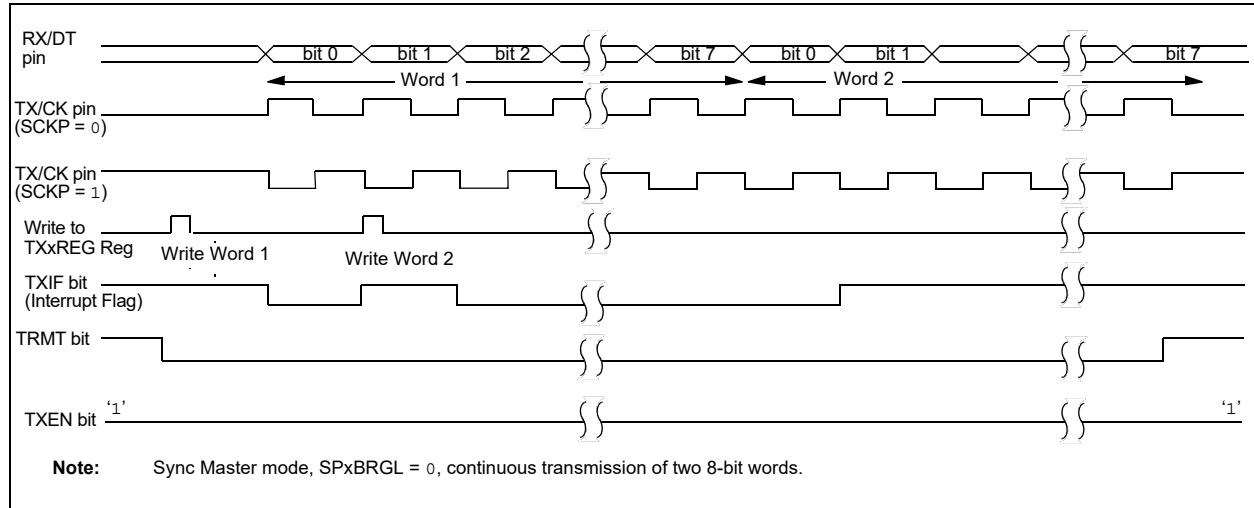 RX/DT
pin
bit 0 bit 1 bit 2 bit 7 bit 0 bit 1 bit 7
Word 1 Word 2
TX/CK pin
(SCKP = 0)
TX/CK pin
(SCKP = 1)
Write to
TXxREG Reg
Write Word 1 Write Word 2
TXIF bit
(Interrupt Flag)
TRMT bit
‘1’ ‘1’
TXEN bit
Note: Sync Master mode, SPxBRGL = 0, continuous transmission of two 8-bit words.